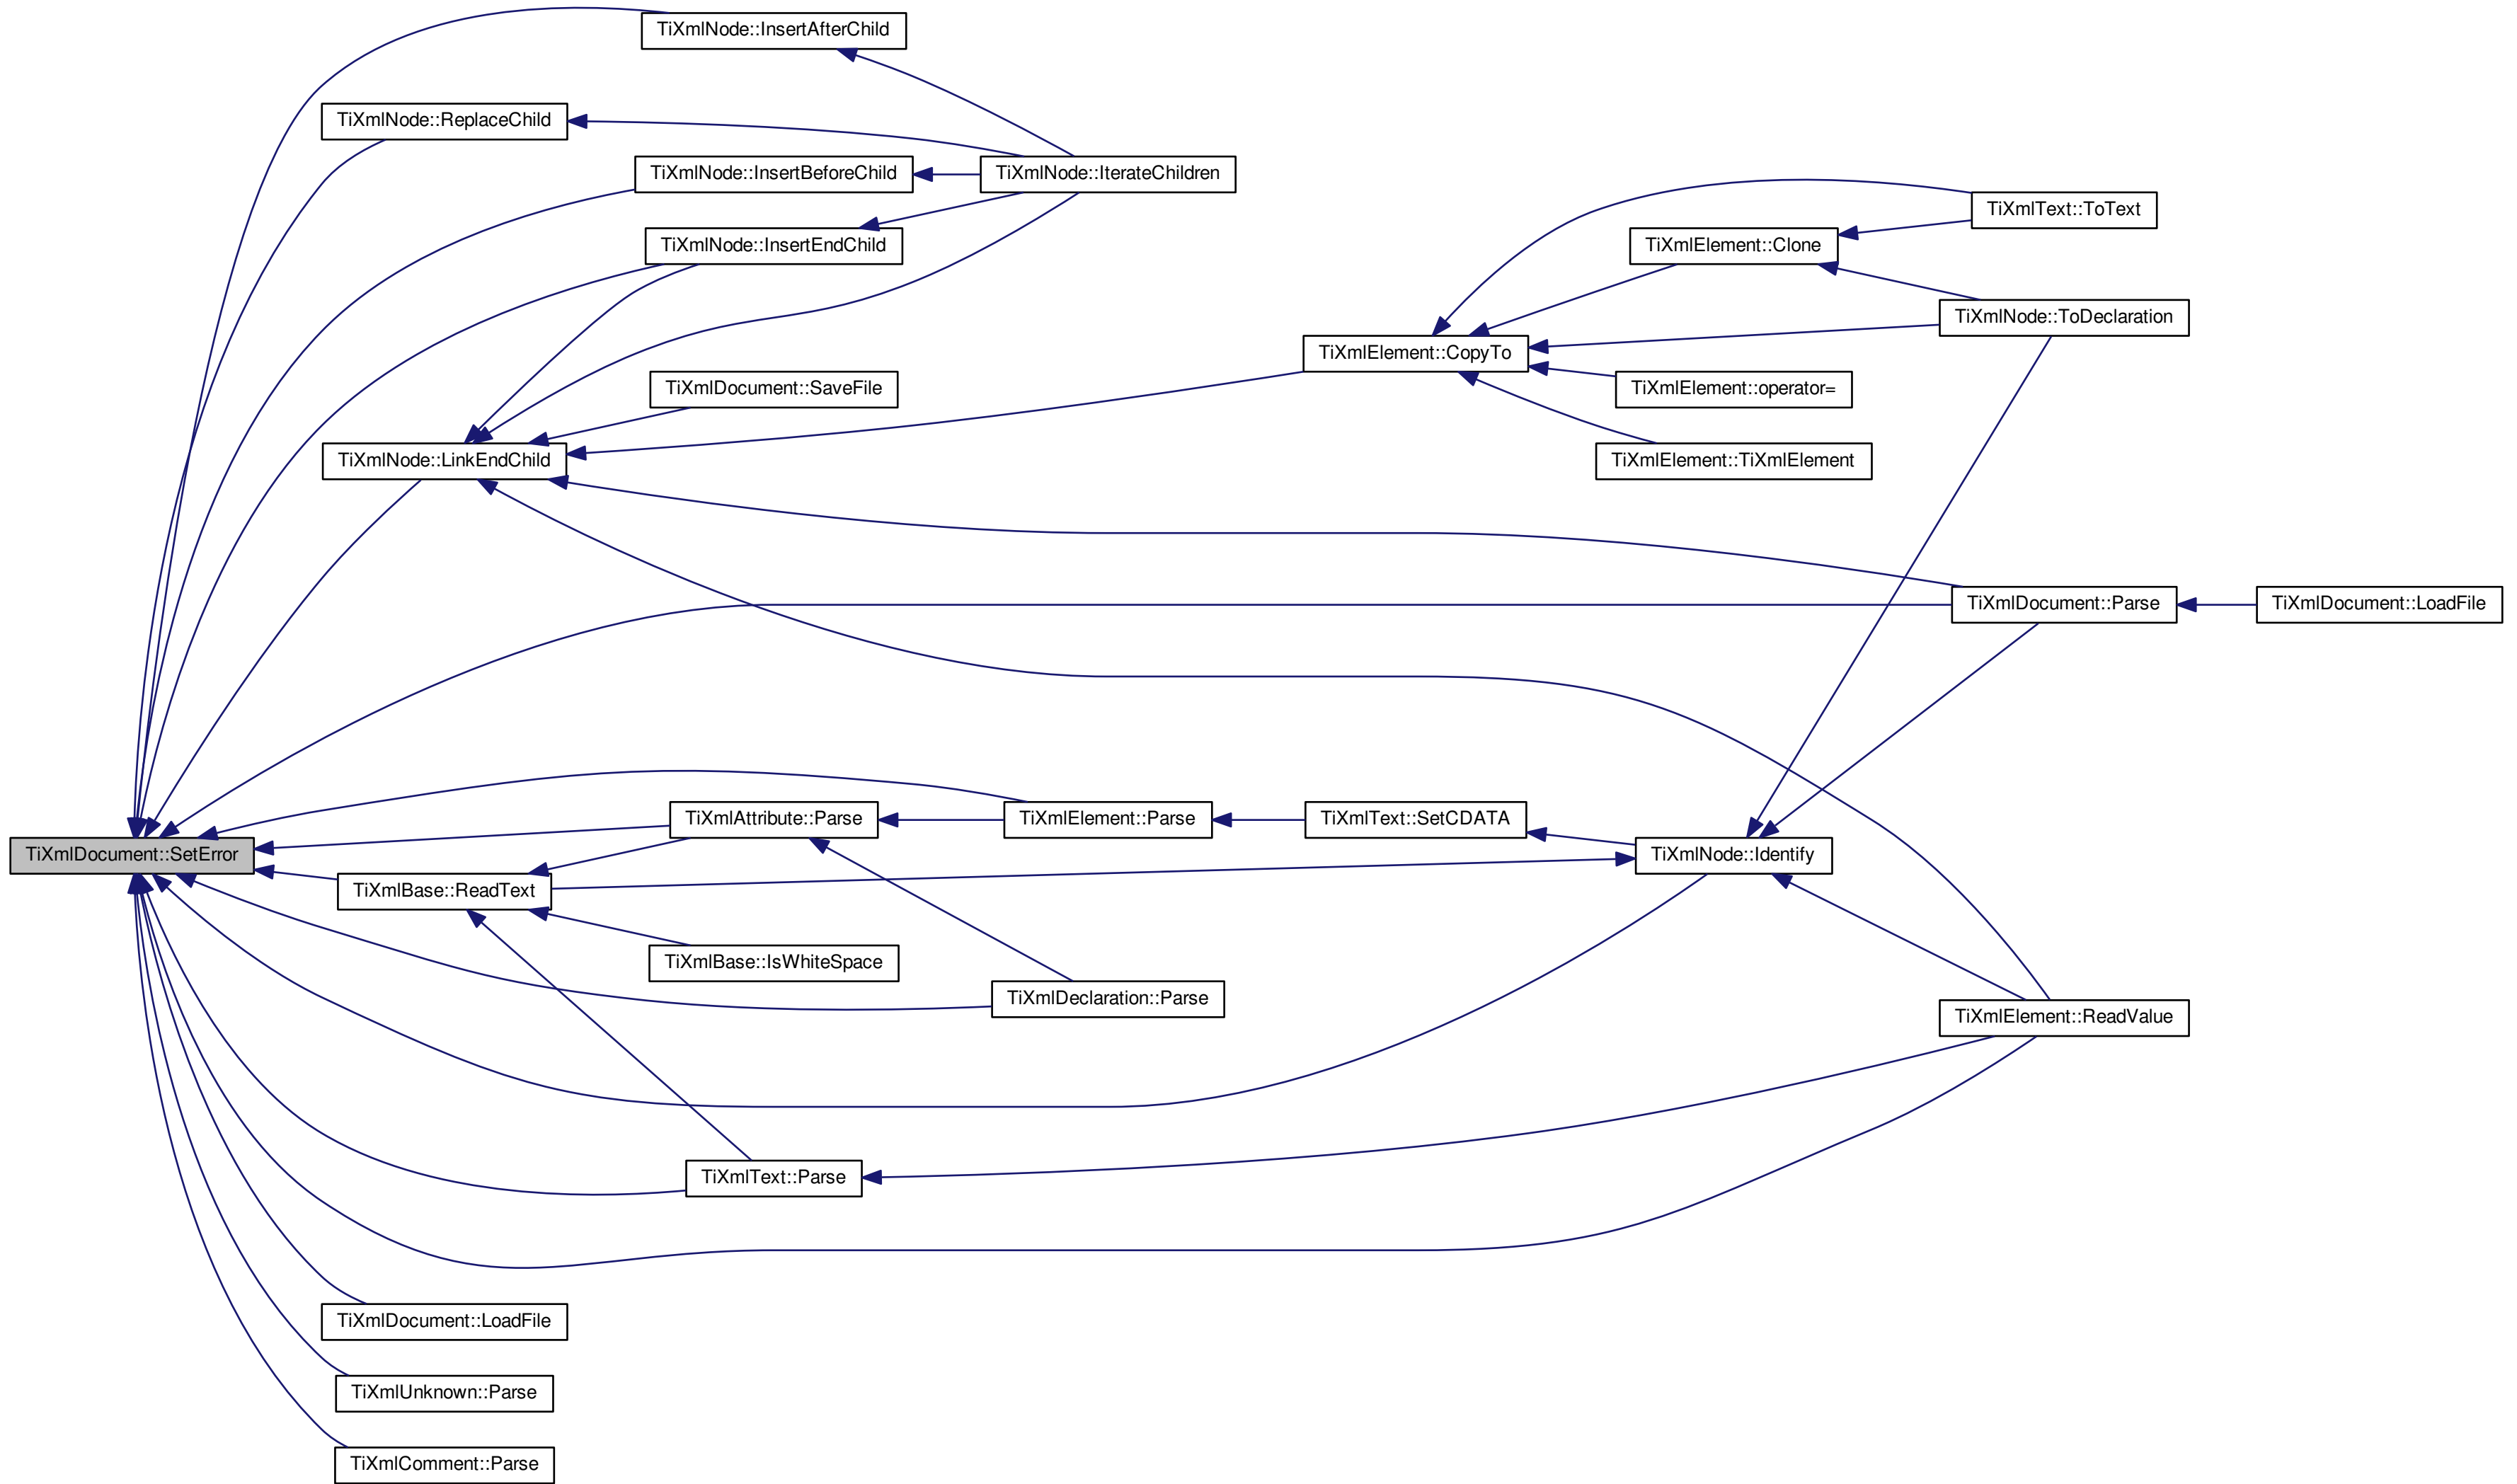 TiXmlNode::InsertAfterChild
TiXmlNode::ReplaceChild
TiXmlNode::InsertBeforeChild
TiXmlNode::IterateChildren
TiXmlText::ToText
TiXmlNode::InsertEndChild
TiXmlElement::Clone
TiXmlNode::ToDeclaration
TiXmlElement::CopyTo
TiXmlDocument::SaveFile
TiXmlElement::operator=
TiXmlNode::LinkEndChild
TiXmlElement::TiXmlElement
TiXmlDocument::Parse
TiXmlDocument::LoadFile
TiXmlAttribute::Parse
TiXmlElement::Parse
TiXmlText::SetCDATA
TiXmlDocument::SetError
TiXmlNode::Identify
TiXmlBase::ReadText
TiXmlBase::IsWhiteSpace
TiXmlDeclaration::Parse
TiXmlElement::ReadValue
TiXmlText::Parse
TiXmlDocument::LoadFile
TiXmlUnknown::Parse
TiXmlComment::Parse